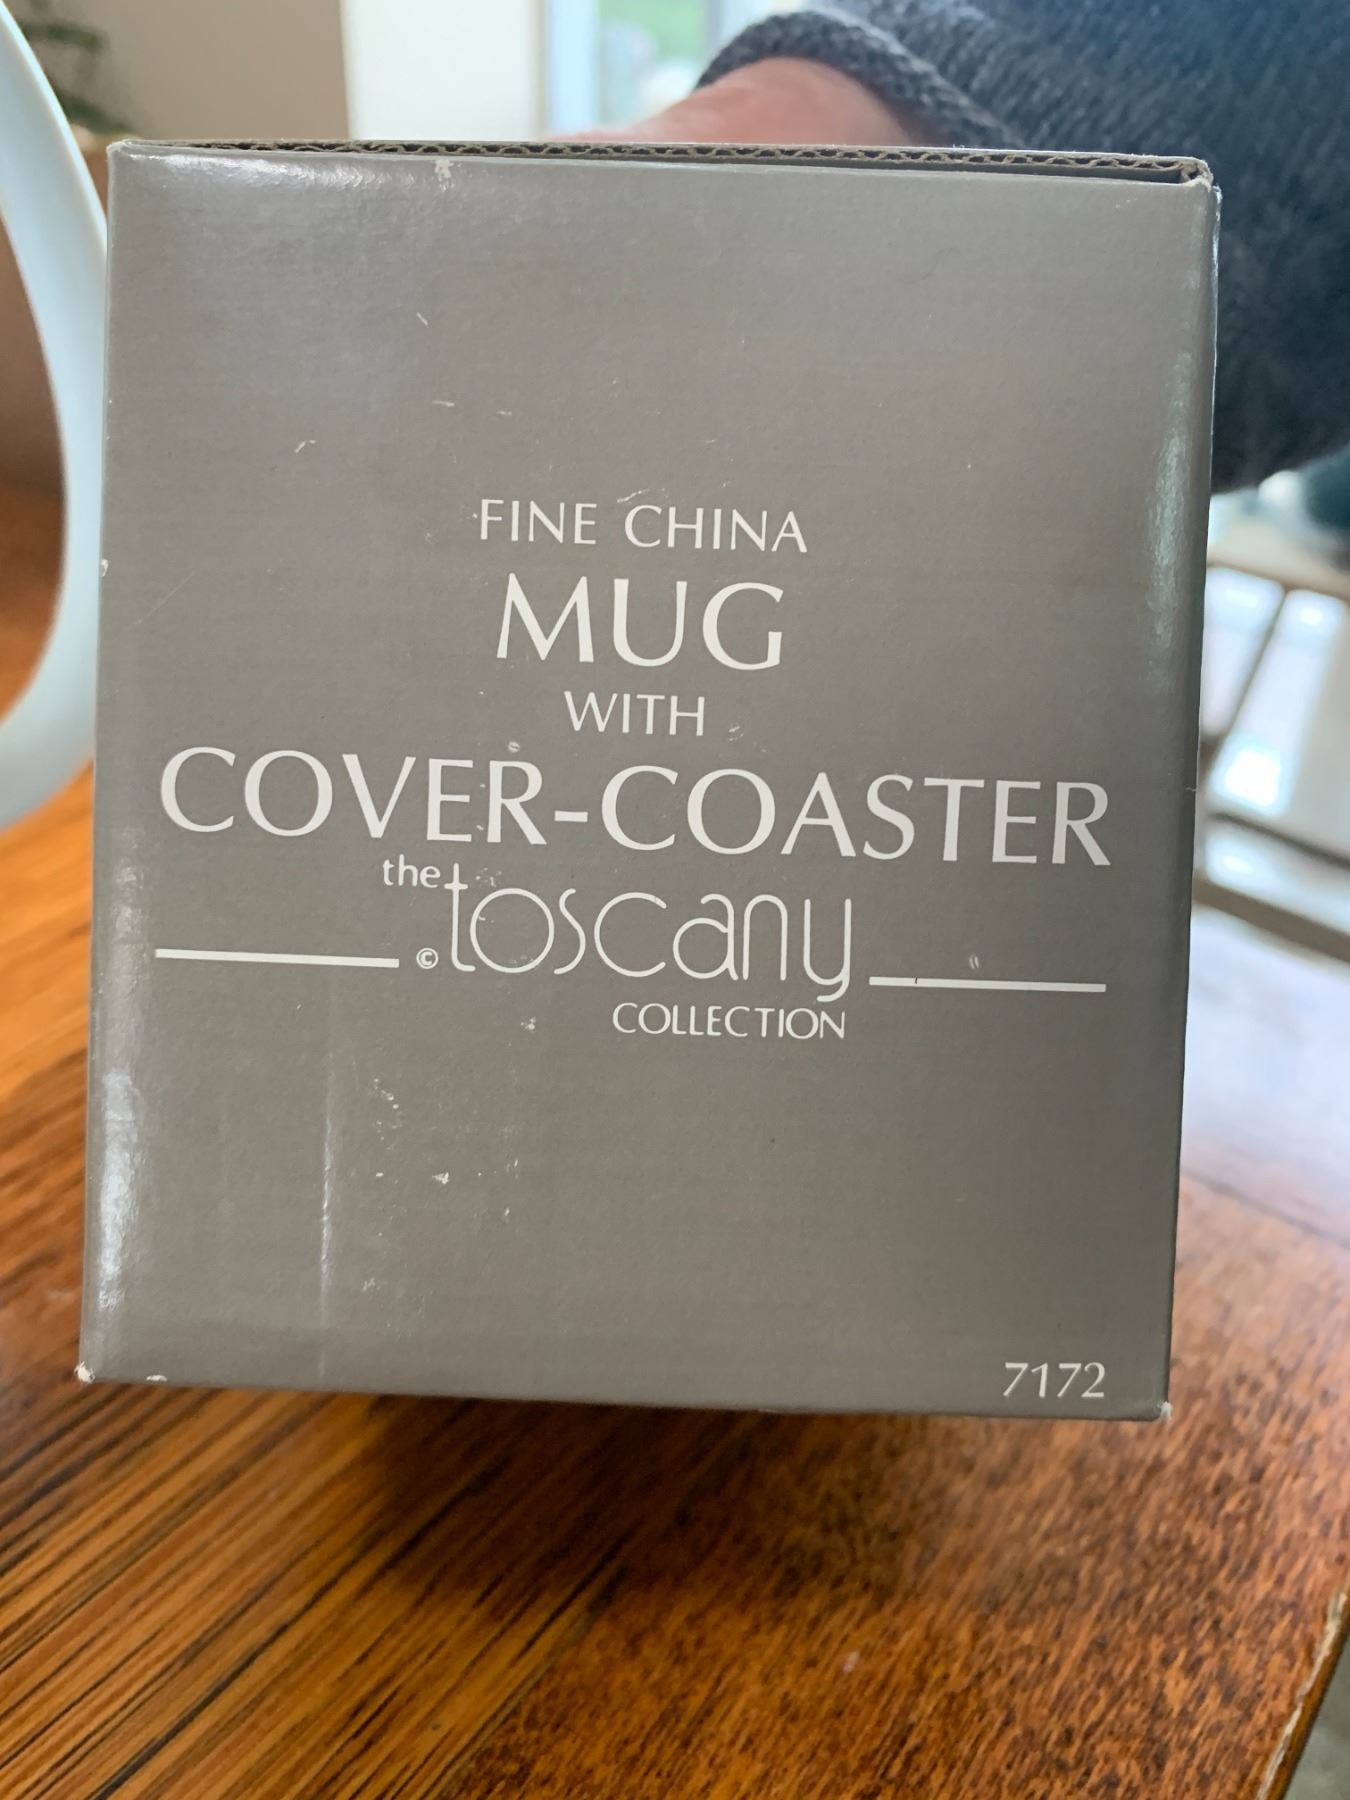 FINE CHINA
MUG
WITH
COVER-COASTER
the
© toscany
COLLECTION
7172